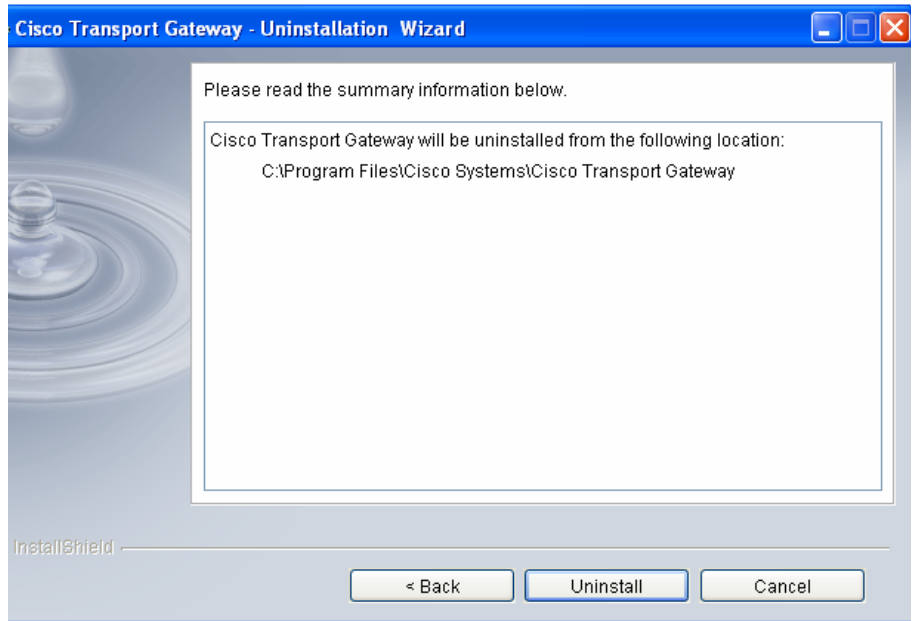 Cisco Transport Gateway - Uninstallation Wizard
Please read the summary information below.
Cisco Transport Gateway will be uninstalled from the following location:
C:\Program Files\Cisco Systems\Cisco Transport Gateway
InstallShield
< Back
Uninstall
Cancel